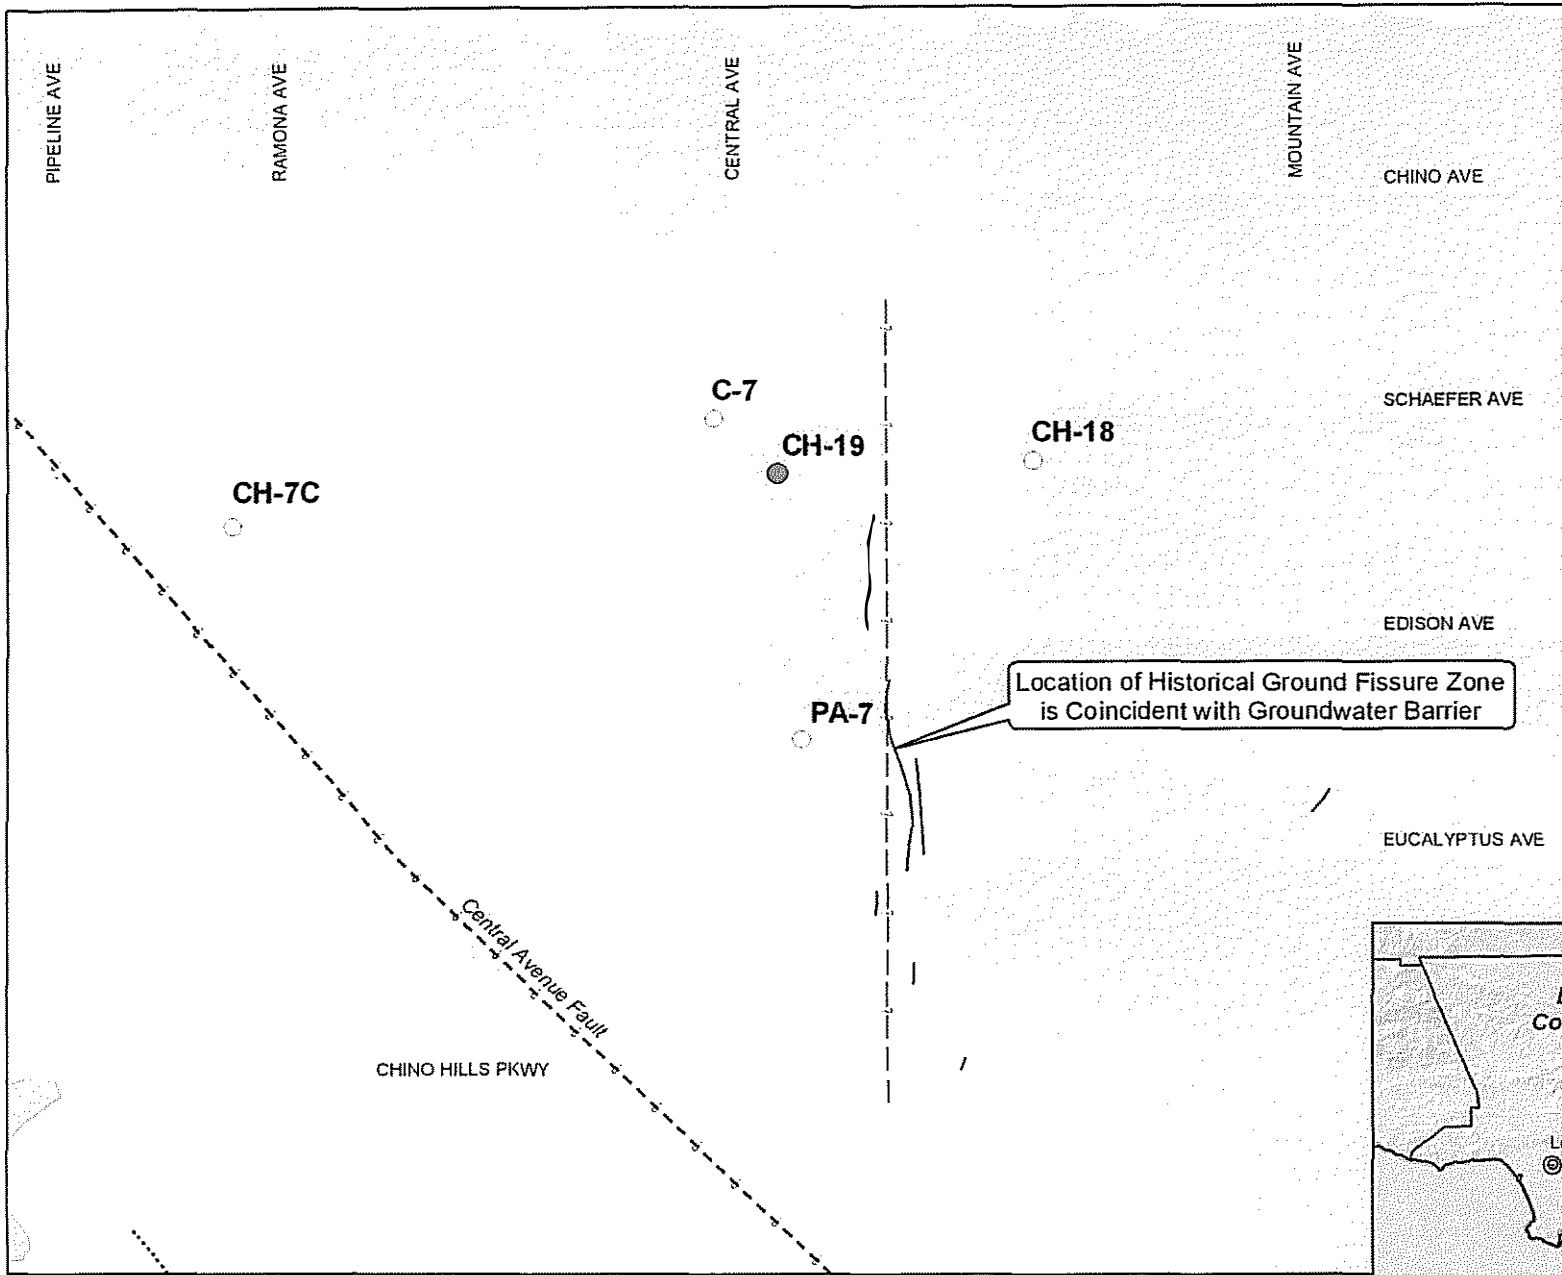 PIPELINE AVE
RAMONA AVE
CENTRAL AVE
MOUNTAIN AVE
CHINO AVE
SCHAEFER AVE
C-7
CH-19
CH-18
CH-7C
EDISON AVE
Location of Historical Ground Fissure Zone
is Coincident with Groundwater Barrier
PA-7
EUCALYPTUS AVE
Central Avenue Fault
CHINO HILLS PKWY
Co